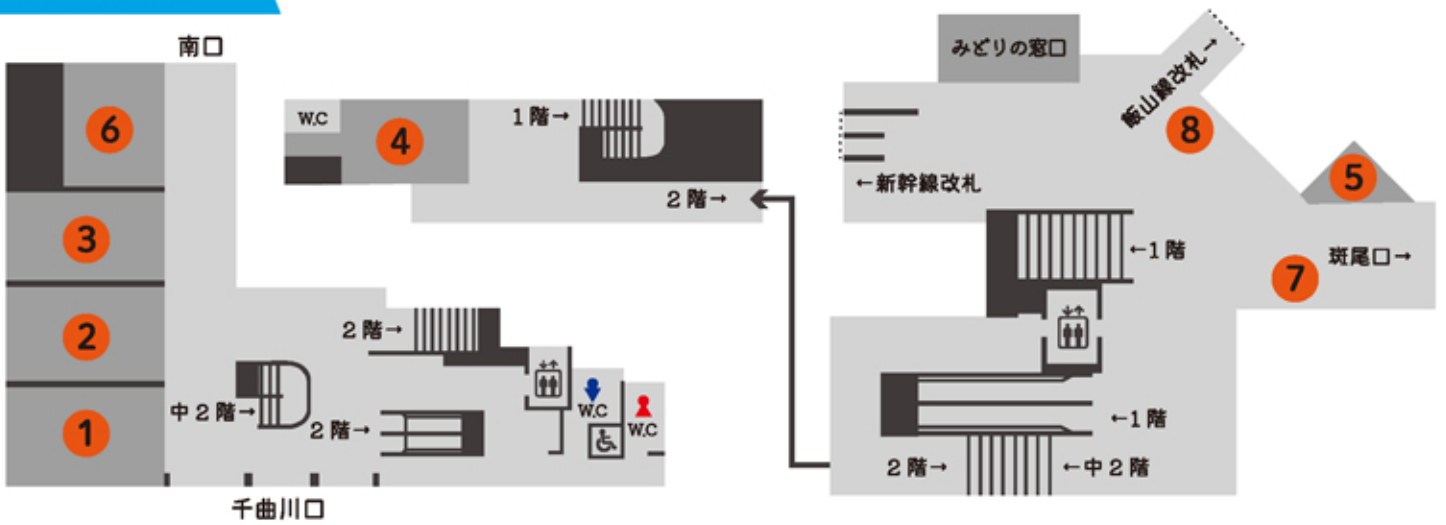 南口
6
3
2
1
2階→
中2階→
2階→
W.C
W.C
千曲川口
W.C
4
1階→
2階→
みどりの窓口
飯山線改札→
8
←新幹線改札
5
7
斑尾口→
←1階
←1階
2階→
←中2階